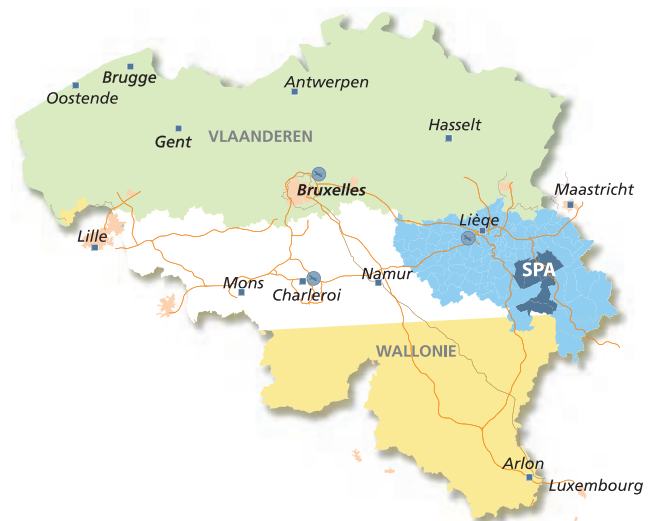 Brugge
Oostende
Antwerpen
Gent
VLAANDEREN
Hasselt
Bruxelles
Maastricht
Liège
Lille
SPA
Namur
Mons
Charleroi
WALLONIE
Arlon
Luxembourg